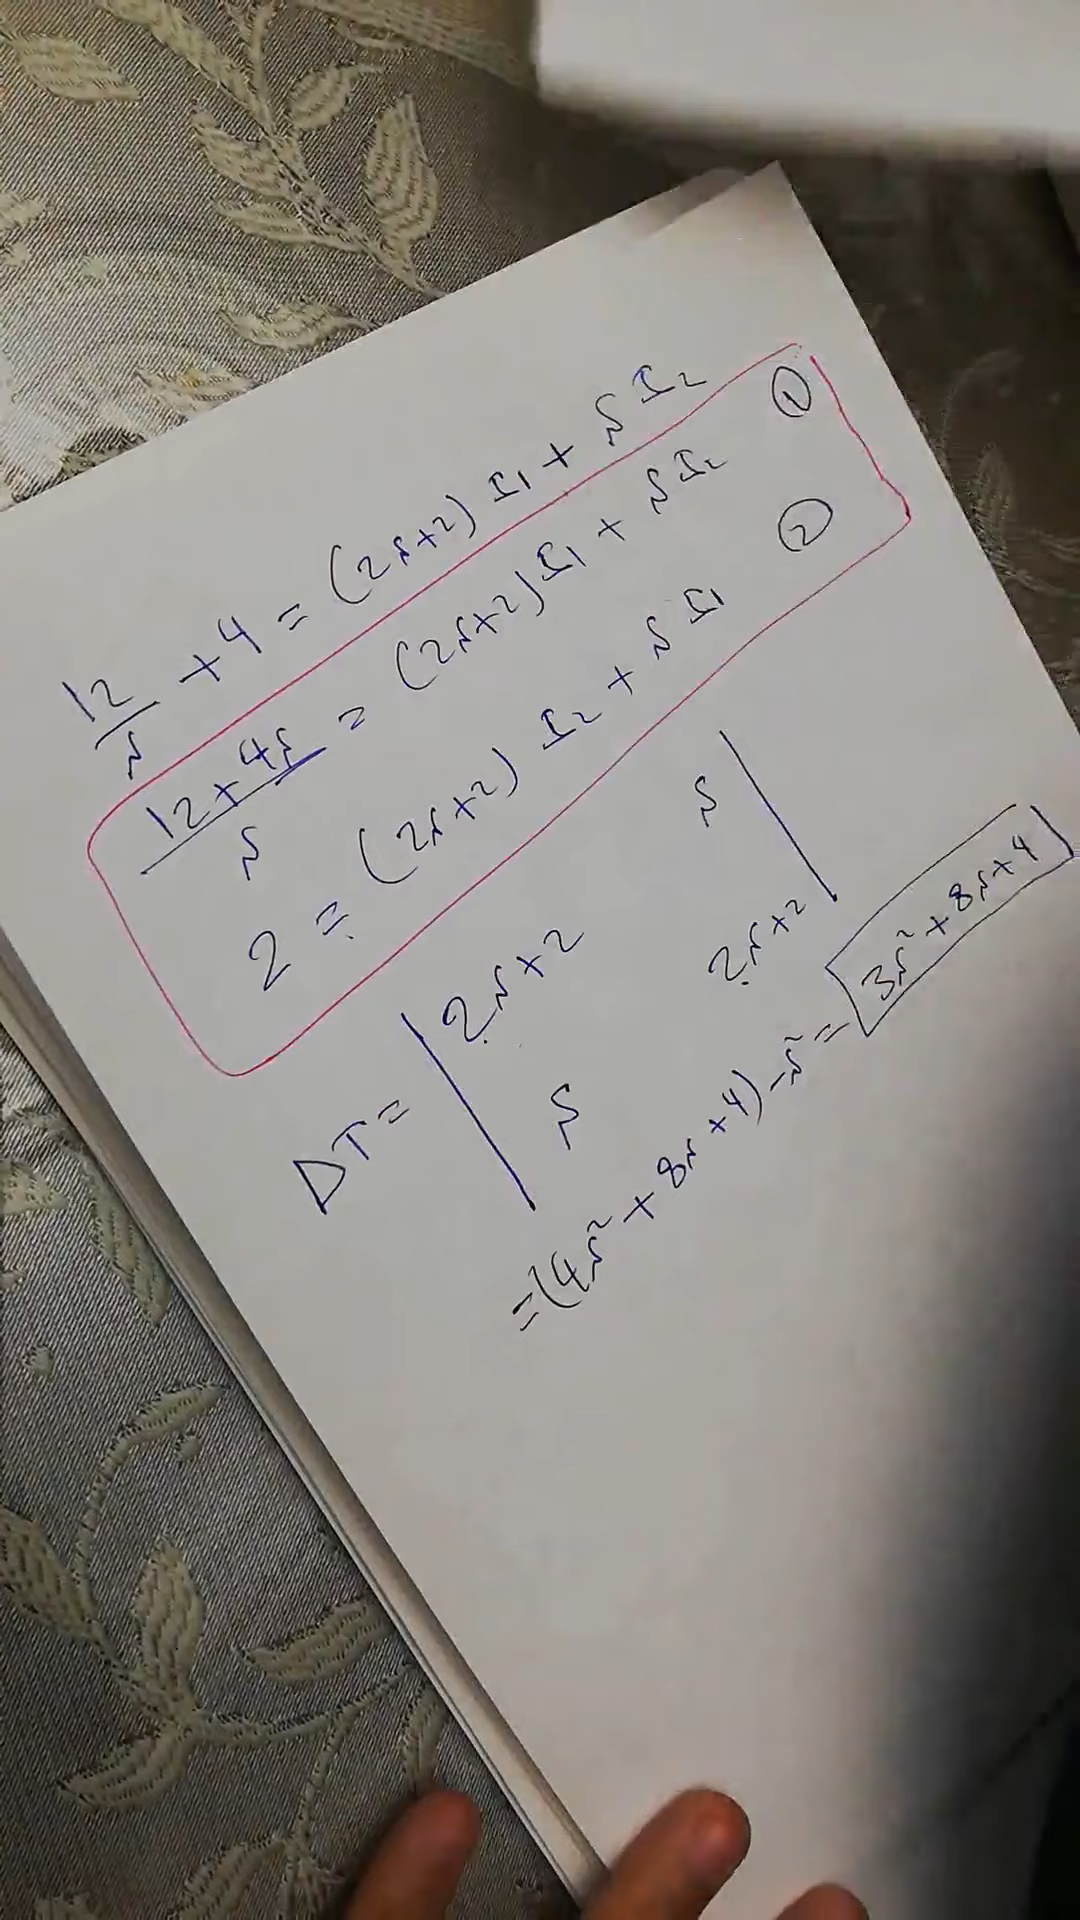 12/s + 4 = (2s+2) I1 + s I2
(12+4s)/s = (2s+2) I1 + s I2 ①
2 = (2s+2) I2 + s I1 ②
ΔT = | 2s+2 s |
| s 2s+2 |
= (4s² + 8s + 4) - s² = 3s² + 8s + 4